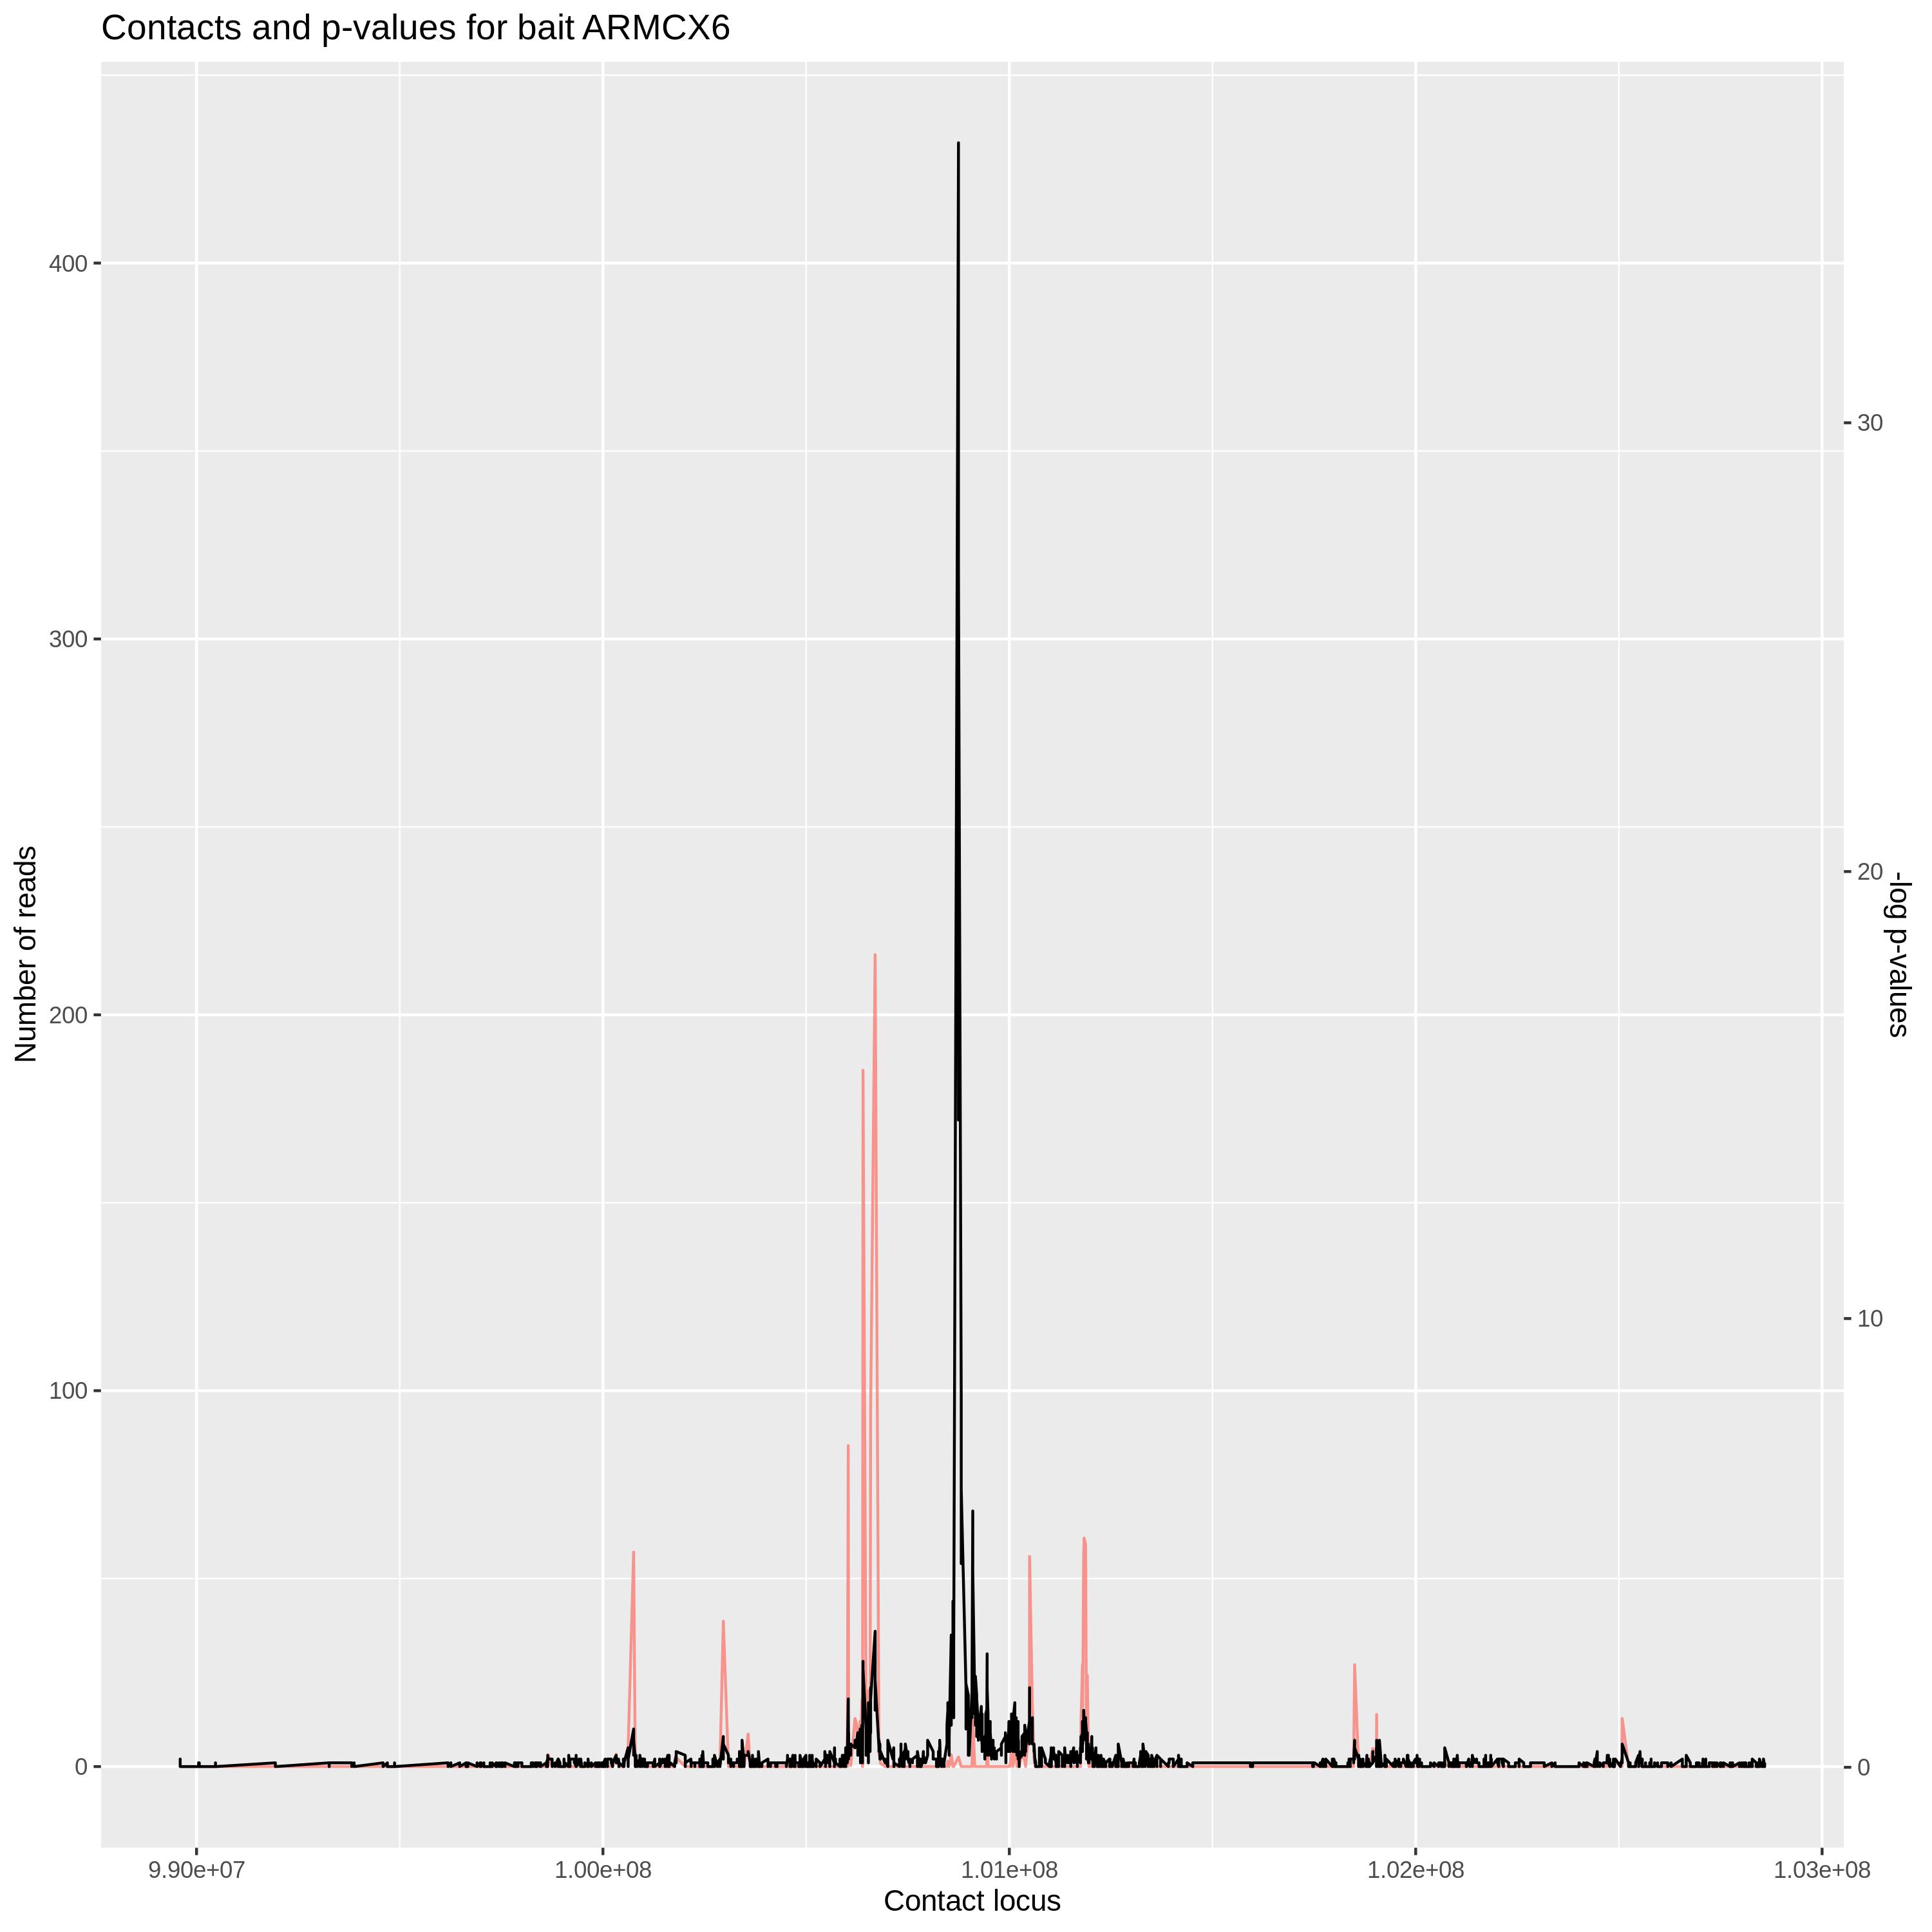 Contacts and p-values for bait ARMCX6
400
300
200
100
0
30
20
10
0
Number of reads
-log p-values
9.90e+07 1.00e+08 1.01e+08 1.02e+08 1.03e+08
Contact locus